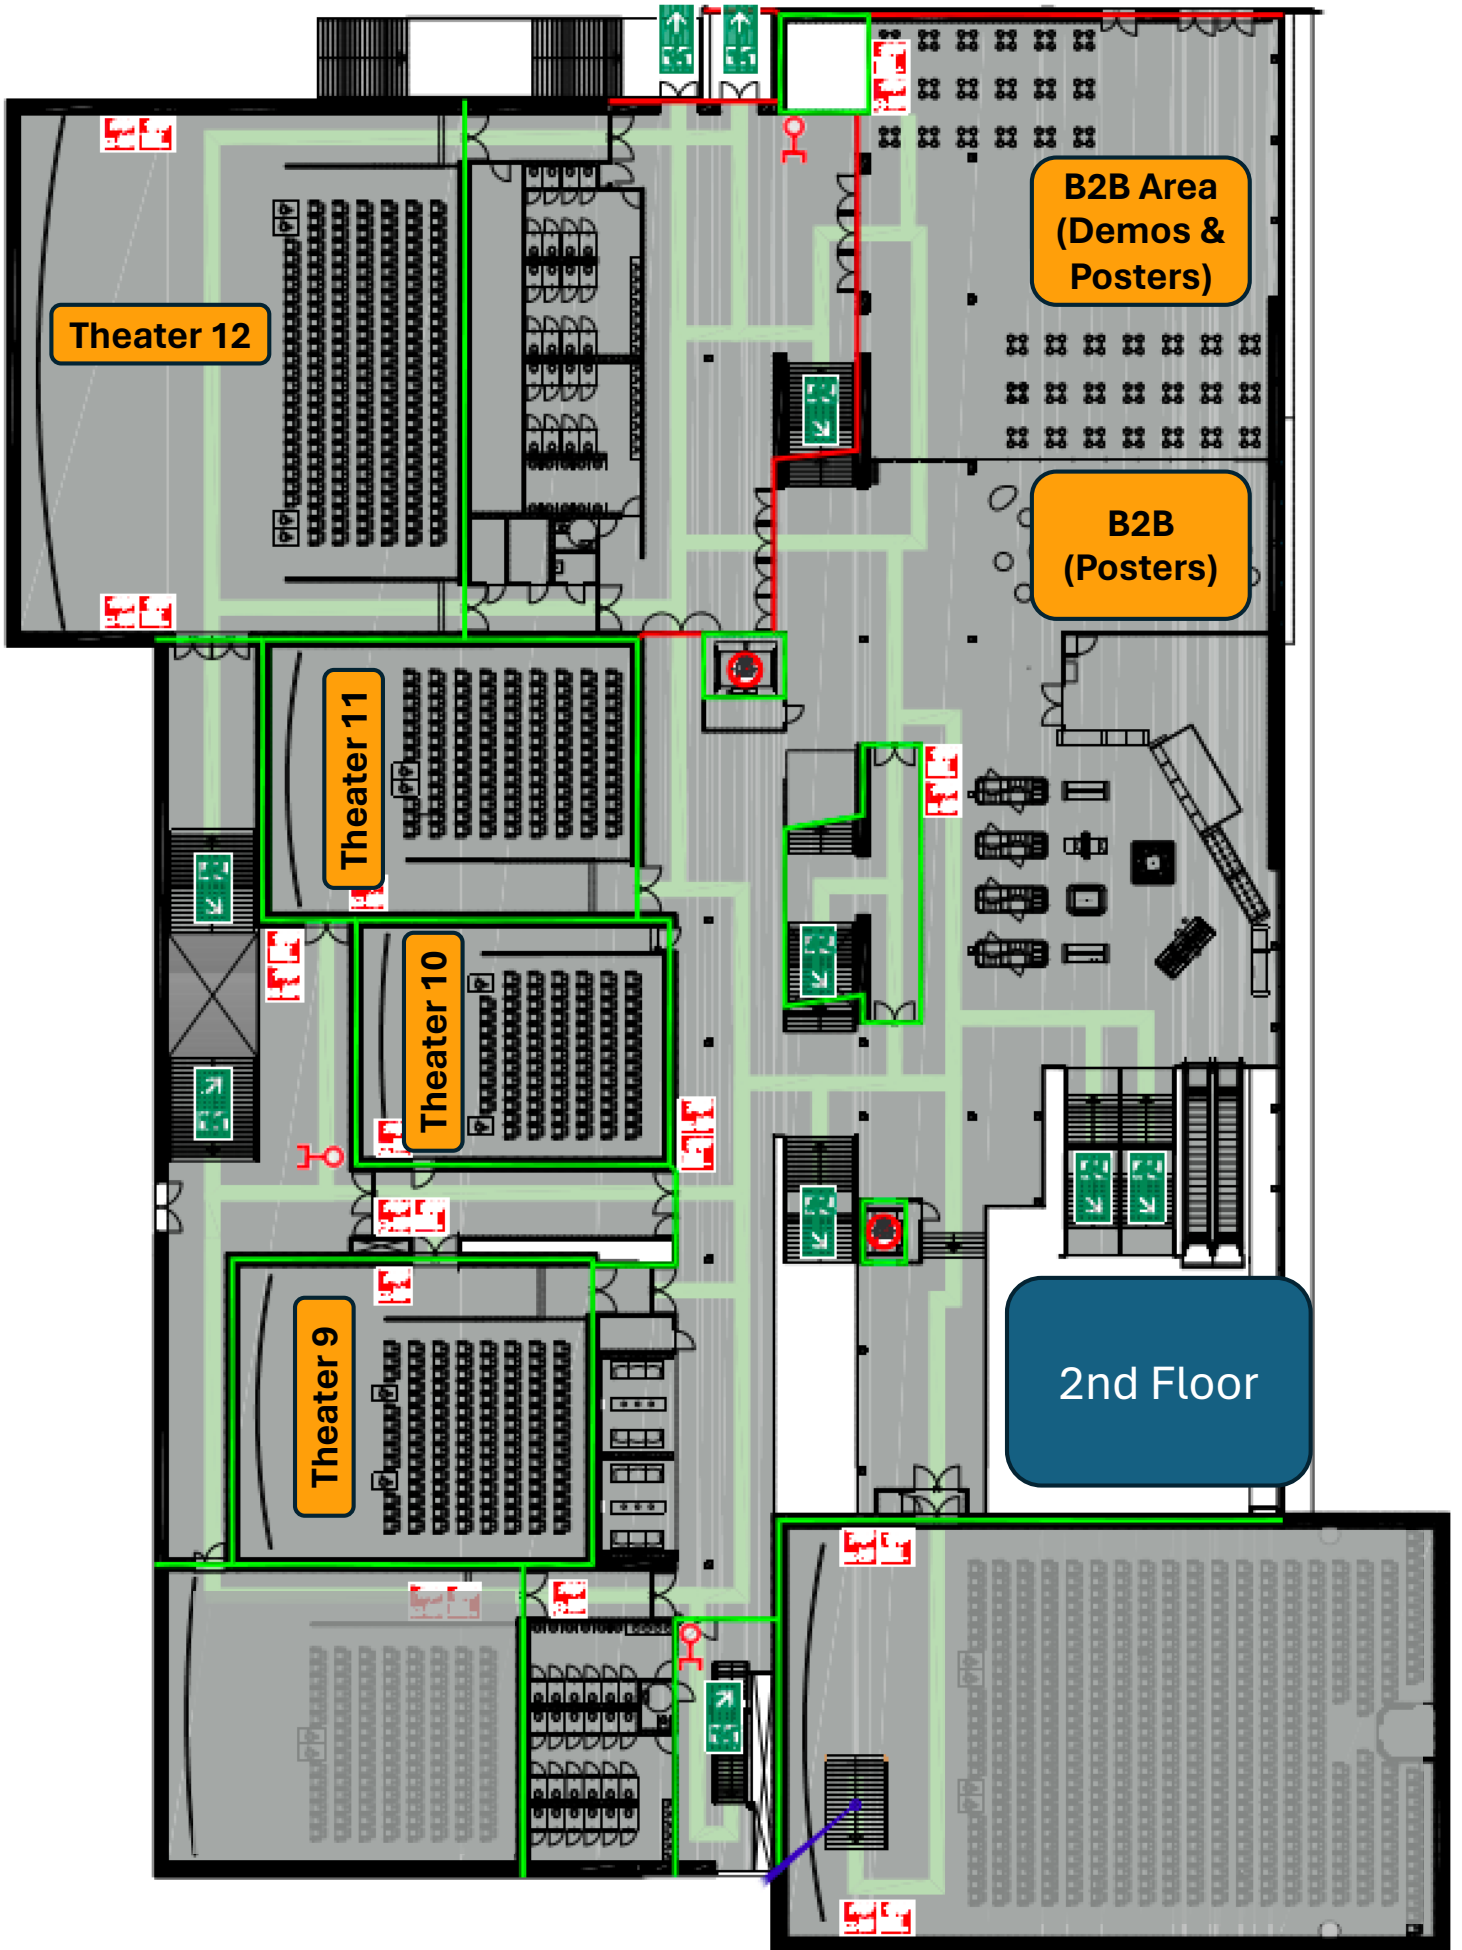 B2B Area
(Demos &
Posters)
Theater 12
B2B
(Posters)
Theater 11
Theater 10
Theater 9
2nd Floor